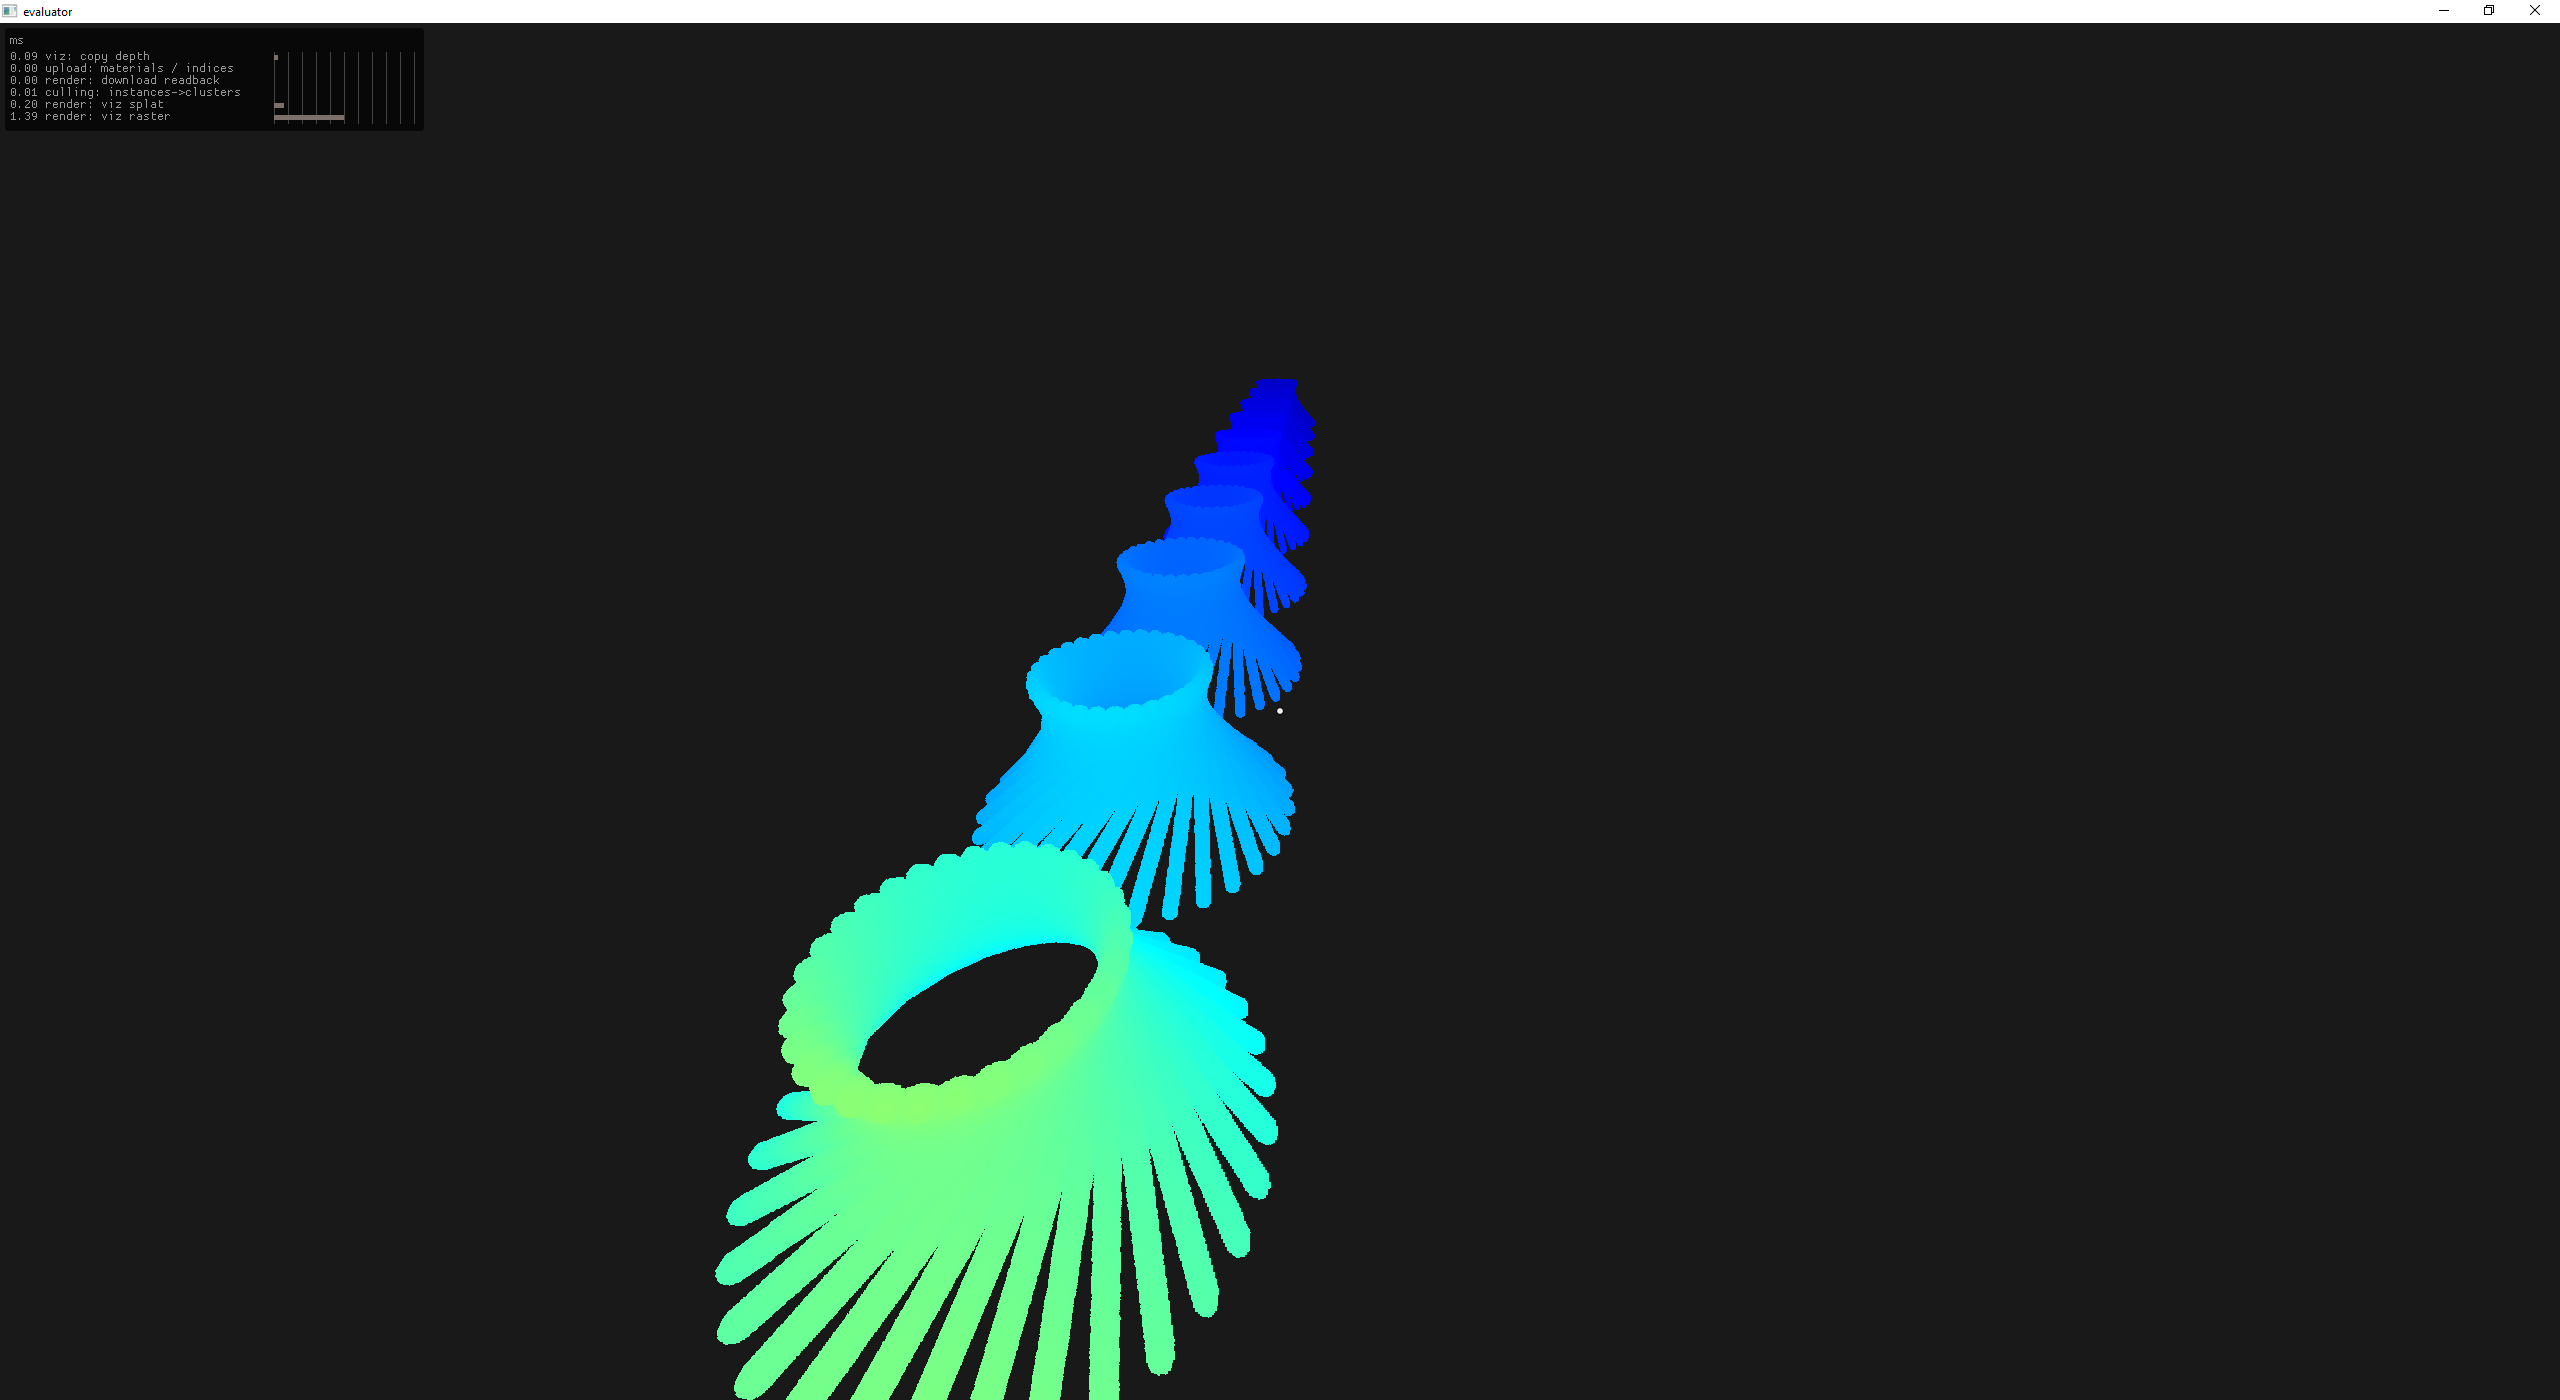 evaluator
ms
0.09 viz: copy depth
0.00 upload: materials / indices
0.00 render: download readback
0.01 culling: instances->clusters
0.20 render: viz splat
1.39 render: viz raster